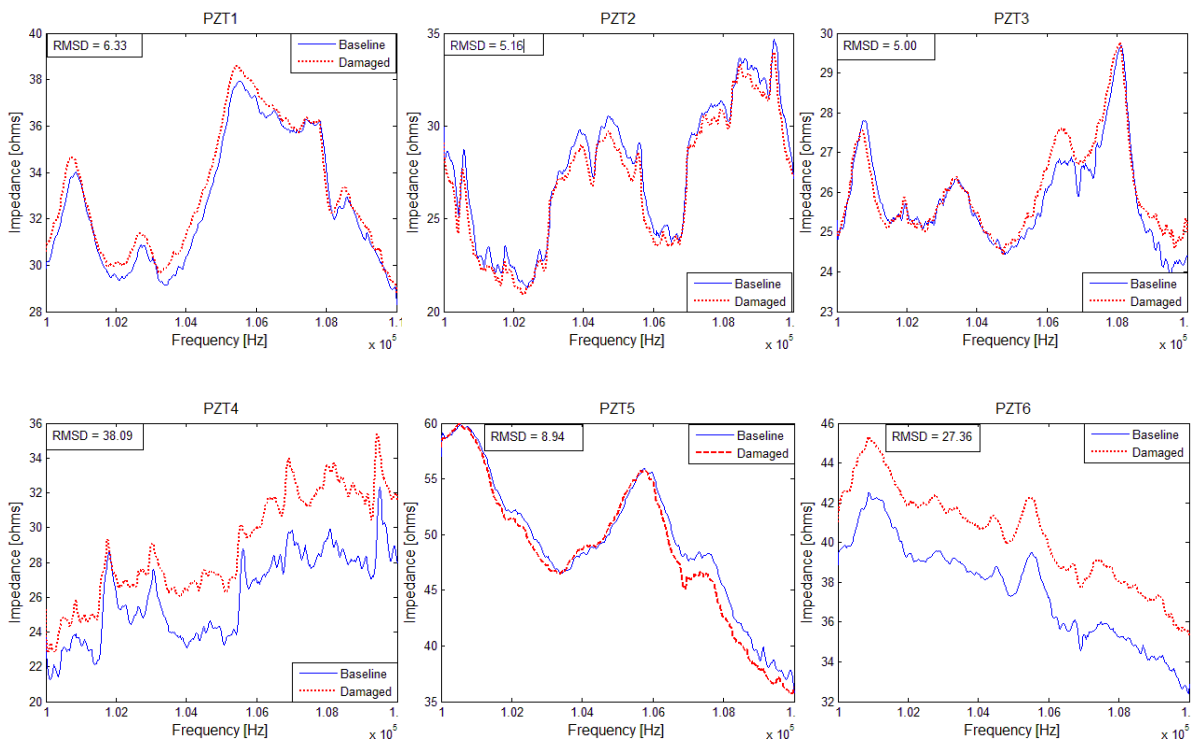 PZT1
PZT2
PZT3
RMSD = 6.33
Baseline
Damaged
Impedance [ohms]
40
38
36
34
32
30
28
1
1.02
1.04
1.06
1.08
1.1
Frequency [Hz]
x 10^5
RMSD = 5.16
Impedance [ohms]
35
30
25
20
Baseline
Damaged
1
1.02
1.04
1.06
1.08
1.
Frequency [Hz]
x 10^5
RMSD = 5.00
Impedance [ohms]
30
29
28
27
26
25
24
23
Baseline
Damaged
1
1.02
1.04
1.06
1.08
1.
Frequency [Hz]
x 10^5
PZT4
PZT5
PZT6
RMSD = 38.09
Impedance [ohms]
36
34
32
30
28
26
24
22
20
Baseline
Damaged
1
1.02
1.04
1.06
1.08
1.
Frequency [Hz]
x 10^5
RMSD = 8.94
Baseline
Damaged
Impedance [ohms]
60
55
50
45
40
35
1
1.02
1.04
1.06
1.08
1.
Frequency [Hz]
x 10^5
RMSD = 27.36
Baseline
Damaged
Impedance [ohms]
46
44
42
40
38
36
34
32
1
1.02
1.04
1.06
1.08
1.
Frequency [Hz]
x 10^5